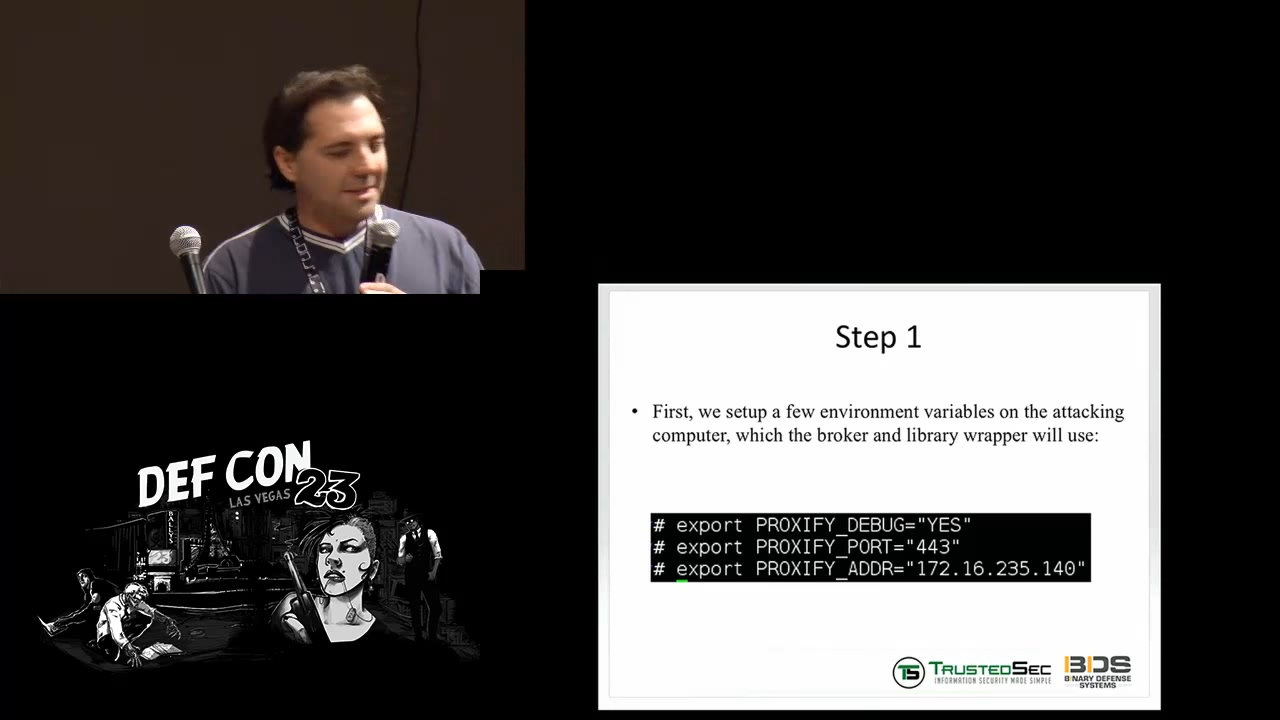 DEF CON
LAS VEGAS 23
BALLYS
Step 1
• First, we setup a few environment variables on the attacking
computer, which the broker and library wrapper will use:
# export PROXIFY_DEBUG="YES"
# export PROXIFY_PORT="443"
# export PROXIFY_ADDR="172.16.235.140"
TS TRUSTEDSEC
INFORMATION SECURITY MADE SIMPLE
BDS
BINARY DEFENSE
SYSTEMS